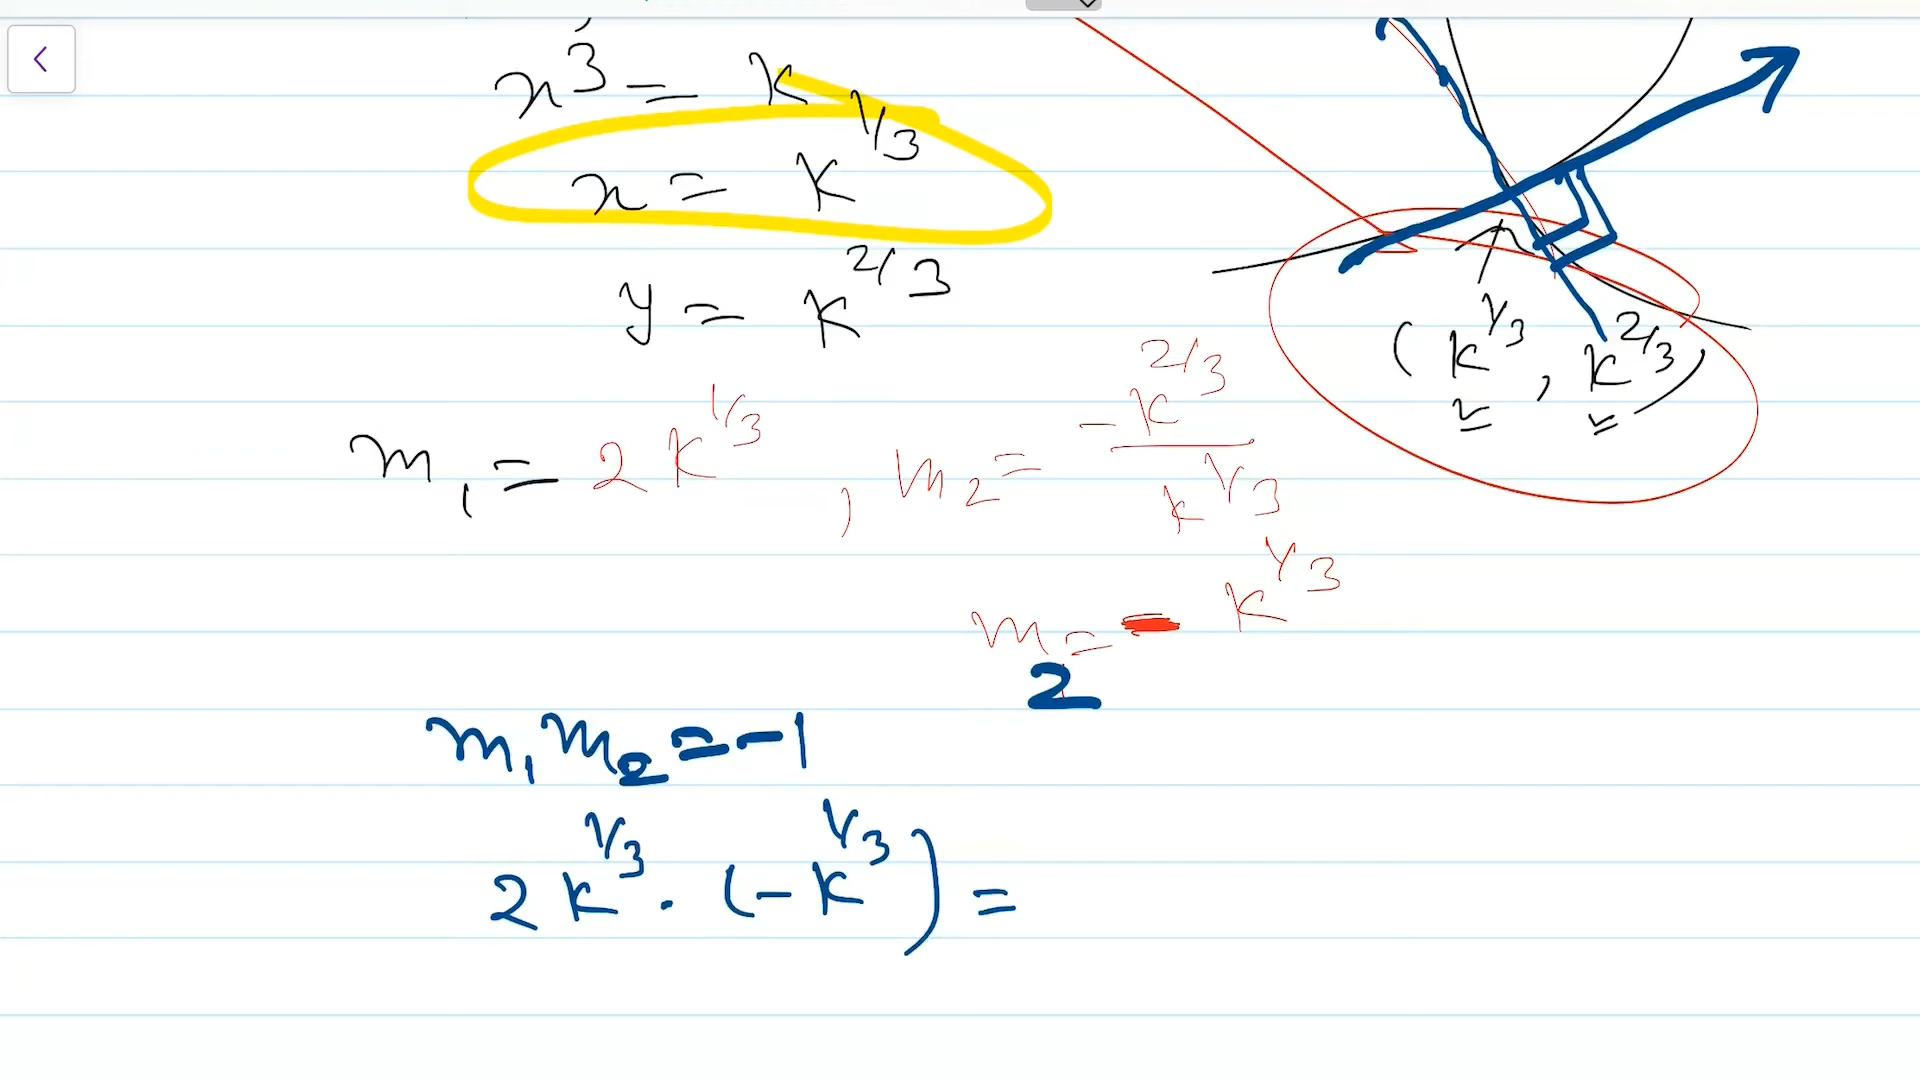 x³ = k
x = k^1/3
y = k^2/3
(k^1/3, k^2/3)
m₁ = 2k^1/3, m₂ = -k^2/3 / k^1/3
m₂ = - k^1/3
m₁m₂ = -1
2k^1/3 · (-k^1/3) =